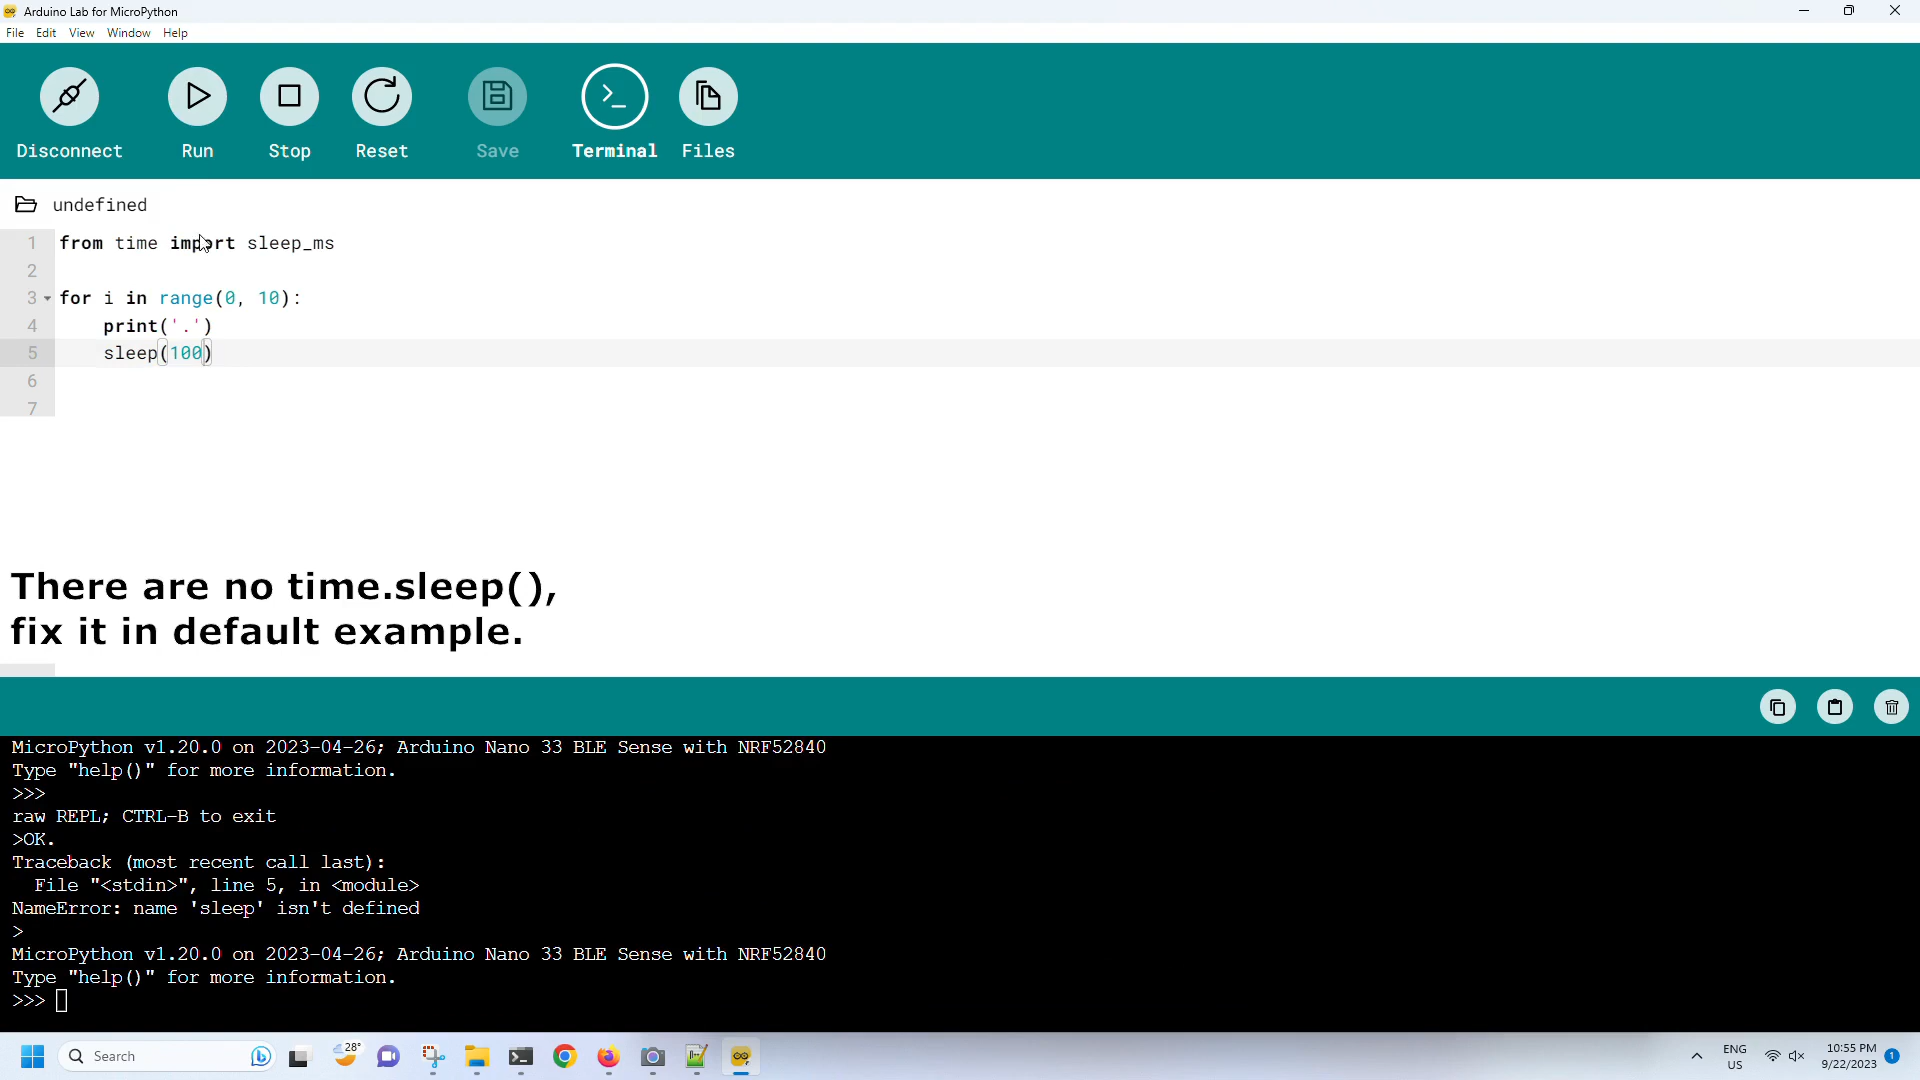 Arduino Lab for MicroPython
File Edit View Window Help
Disconnect Run Stop Reset Save Terminal Files
undefined
1 from time import sleep_ms
2
3 for i in range(0, 10):
4 print('.')
5 sleep(100)
6
7
There are no time.sleep(),
fix it in default example.
MicroPython v1.20.0 on 2023-04-26; Arduino Nano 33 BLE Sense with NRF52840
Type "help()" for more information.
>>>
raw REPL; CTRL-B to exit
>OK.
Traceback (most recent call last):
File "<stdin>", line 5, in <module>
NameError: name 'sleep' isn't defined
>
MicroPython v1.20.0 on 2023-04-26; Arduino Nano 33 BLE Sense with NRF52840
Type "help()" for more information.
>>>
Search 28° ENG 10:55 PM
US 9/22/2023 1